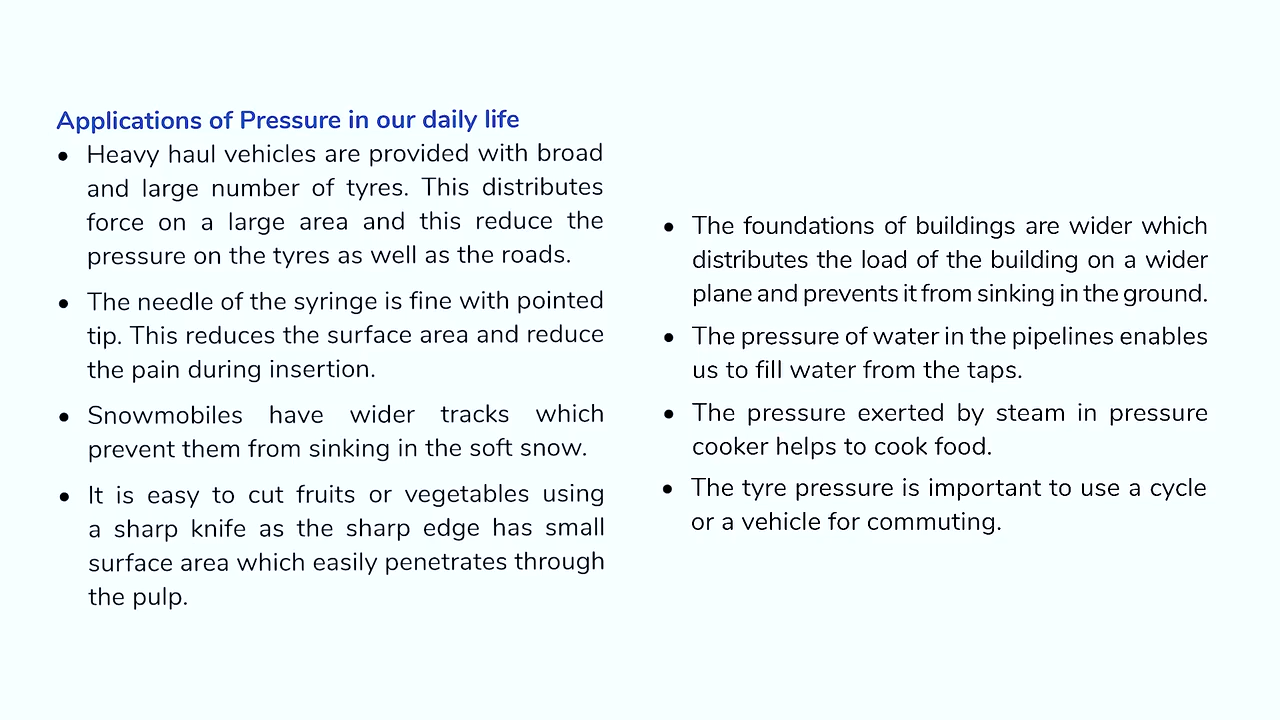 Applications of Pressure in our daily life
• Heavy haul vehicles are provided with broad
and large number of tyres. This distributes
force on a large area and this reduce the
pressure on the tyres as well as the roads.
• The needle of the syringe is fine with pointed
tip. This reduces the surface area and reduce
the pain during insertion.
• Snowmobiles have wider tracks which
prevent them from sinking in the soft snow.
• It is easy to cut fruits or vegetables using
a sharp knife as the sharp edge has small
surface area which easily penetrates through
the pulp.
• The foundations of buildings are wider which
distributes the load of the building on a wider
plane and prevents it from sinking in the ground.
• The pressure of water in the pipelines enables
us to fill water from the taps.
• The pressure exerted by steam in pressure
cooker helps to cook food.
• The tyre pressure is important to use a cycle
or a vehicle for commuting.